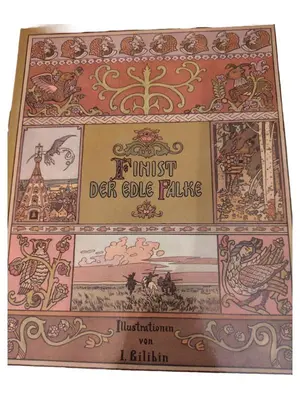 FINIST
DER EDLE FALKE
Illustrationen
von
I. Bilibin